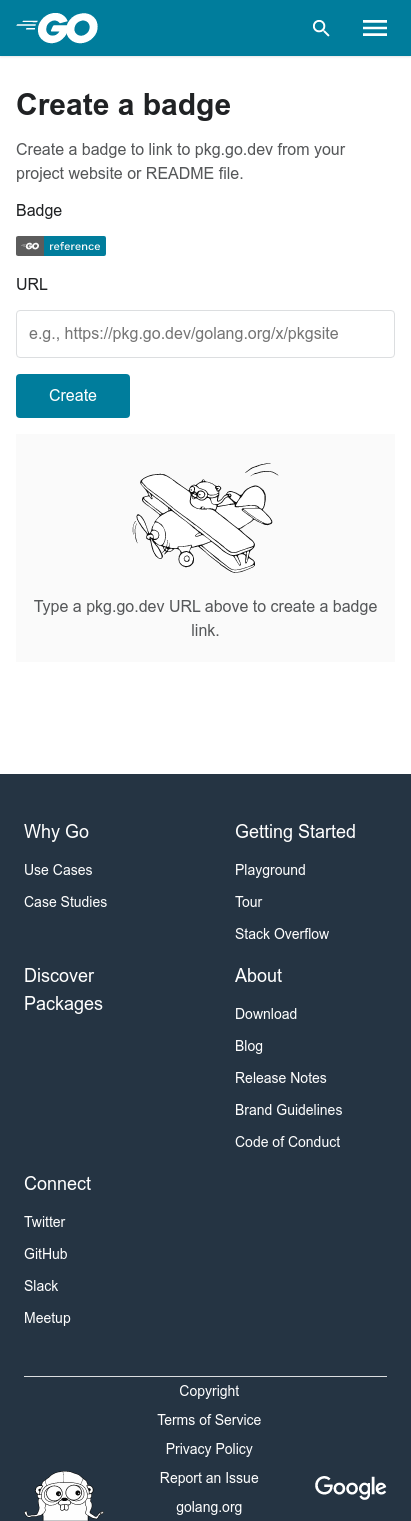 GO
Create a badge
Create a badge to link to pkg.go.dev from your
project website or README file.
Badge
GO reference
URL
e.g., https://pkg.go.dev/golang.org/x/pkgsite
Create
Type a pkg.go.dev URL above to create a badge
link.
Why Go
Use Cases
Case Studies
Getting Started
Playground
Tour
Stack Overflow
Discover
Packages
About
Download
Blog
Release Notes
Brand Guidelines
Code of Conduct
Connect
Twitter
GitHub
Slack
Meetup
Copyright
Terms of Service
Privacy Policy
Report an Issue
golang.org
Google